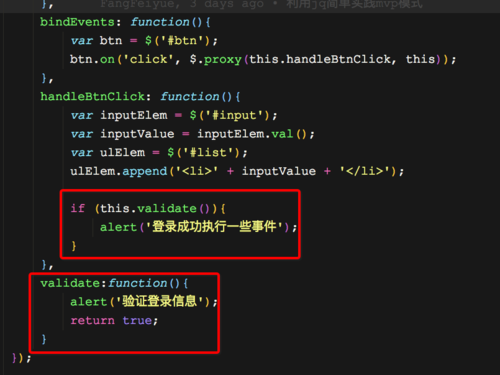 }, FangFeiyue, 3 days ago • 利用jq简单实践mvp模式
bindEvents: function(){
var btn = $('#btn');
btn.on('click', $.proxy(this.handleBtnClick, this));
},
handleBtnClick: function(){
var inputElem = $('#input');
var inputValue = inputElem.val();
var ulElem = $('#list');
ulElem.append('<li>' + inputValue + '</li>');
if (this.validate()){
alert('登录成功执行一些事件');
}
},
validate:function(){
alert('验证登录信息');
return true;
}
});